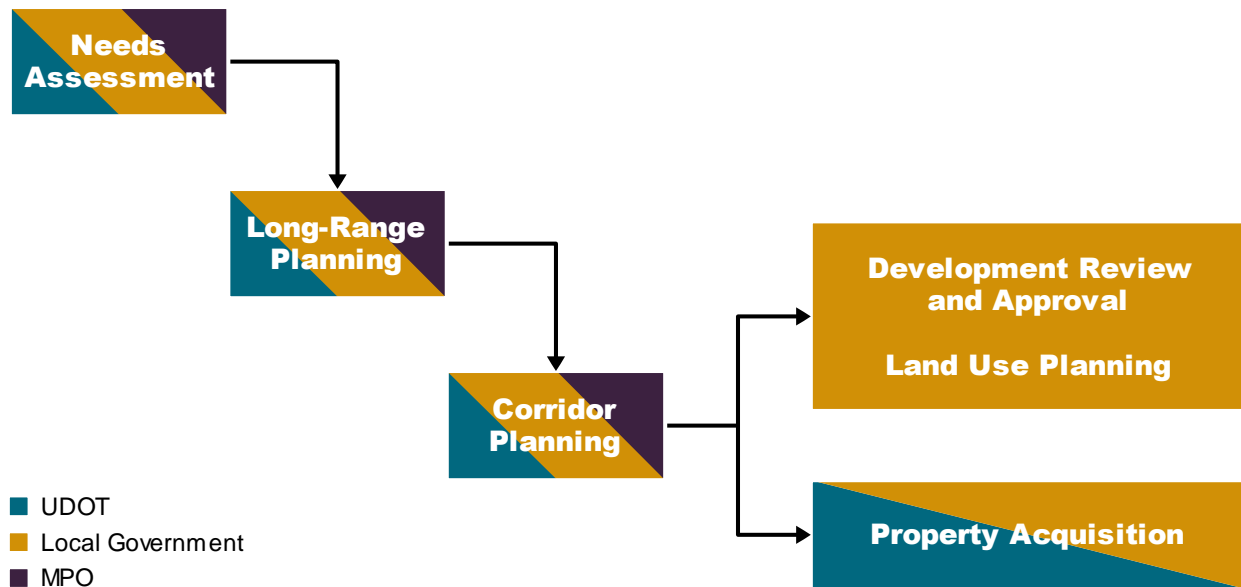 Needs
Assessment
Long-Range
Planning
Development Review
and Approval
Land Use Planning
Corridor
Planning
Property Acquisition
UDOT
Local Government
MPO